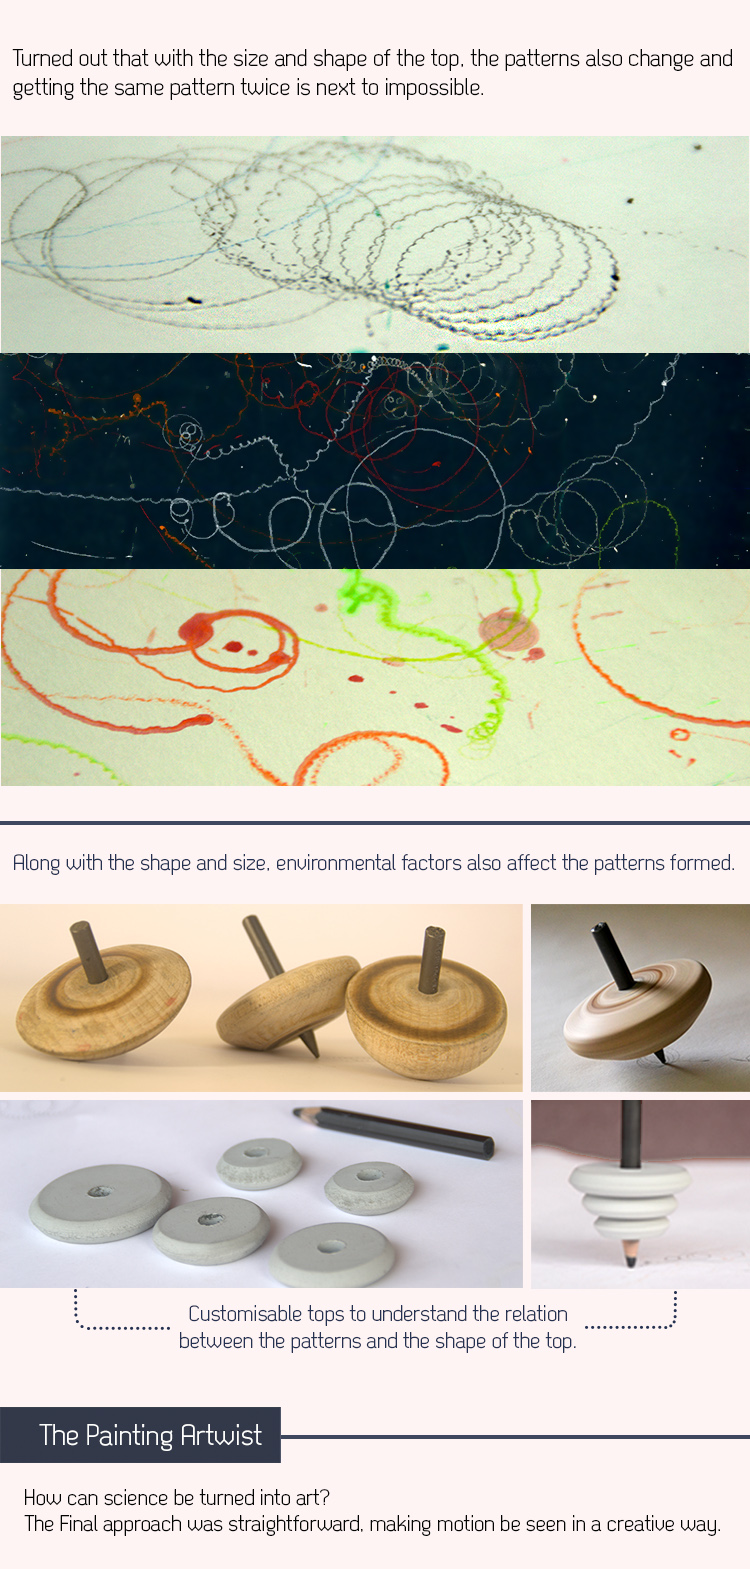 Turned out that with the size and shape of the top, the patterns also change and
getting the same pattern twice is next to impossible.
Along with the shape and size, environmental factors also affect the patterns formed.
Customisable tops to understand the relation
between the patterns and the shape of the top.
The Painting Artwist
How can science be turned into art?
The Final approach was straightforward, making motion be seen in a creative way.